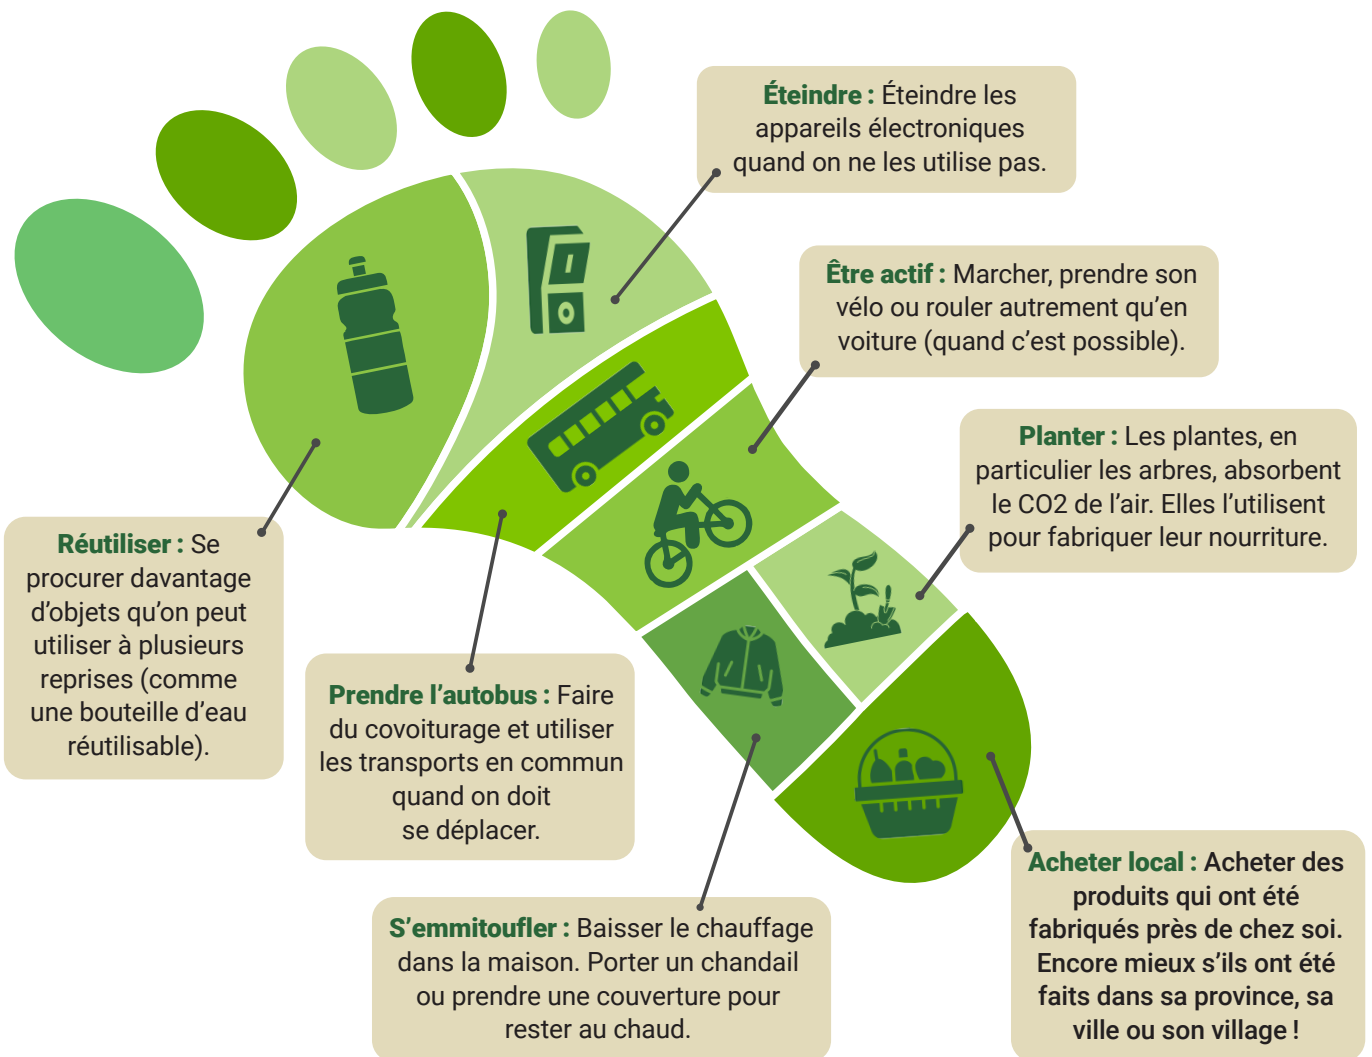 Éteindre : Éteindre les
appareils électroniques
quand on ne les utilise pas.
Être actif : Marcher, prendre son
vélo ou rouler autrement qu’en
voiture (quand c’est possible).
Planter : Les plantes, en
particulier les arbres, absorbent
le CO2 de l’air. Elles l’utilisent
pour fabriquer leur nourriture.
Réutiliser : Se
procurer davantage
d’objets qu’on peut
utiliser à plusieurs
reprises (comme
une bouteille d’eau
réutilisable).
Prendre l’autobus : Faire
du covoiturage et utiliser
les transports en commun
quand on doit
se déplacer.
S’emmitoufler : Baisser le chauffage
dans la maison. Porter un chandail
ou prendre une couverture pour
rester au chaud.
Acheter local : Acheter des
produits qui ont été
fabriqués près de chez soi.
Encore mieux s’ils ont été
faits dans sa province, sa
ville ou son village !